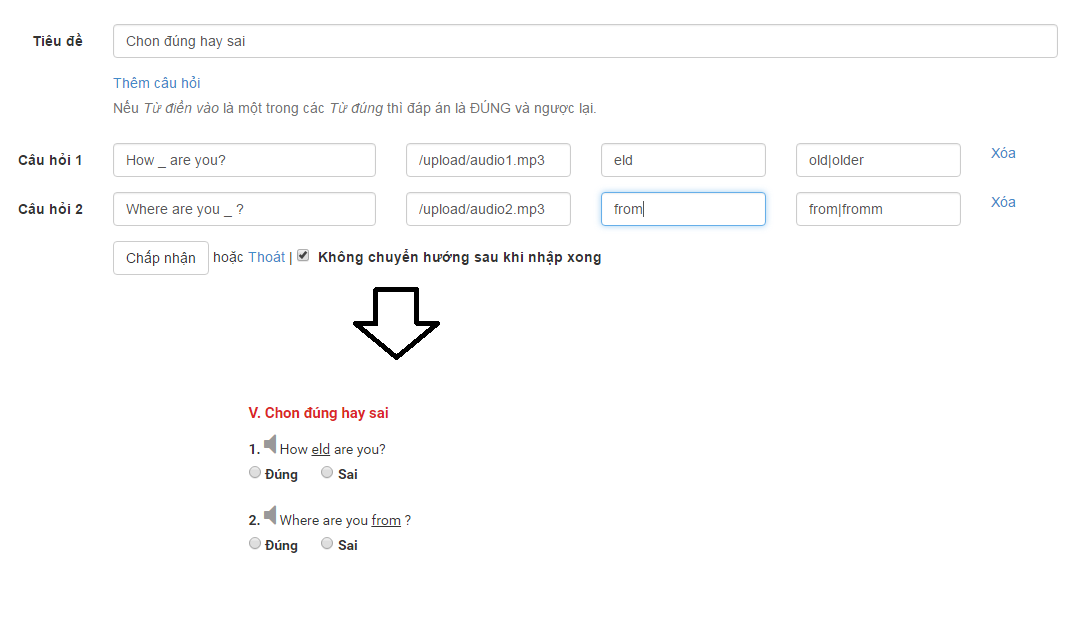 Tiêu đề Chon đúng hay sai
Thêm câu hỏi
Nếu Từ điền vào là một trong các Từ đúng thì đáp án là ĐÚNG và ngược lại.
Câu hỏi 1 How _ are you? /upload/audio1.mp3 eld old|older Xóa
Câu hỏi 2 Where are you _ ? /upload/audio2.mp3 from from|fromm Xóa
Chấp nhận hoặc Thoát | Không chuyển hướng sau khi nhập xong
V. Chon đúng hay sai
1. How eld are you?
Đúng Sai
2. Where are you from ?
Đúng Sai